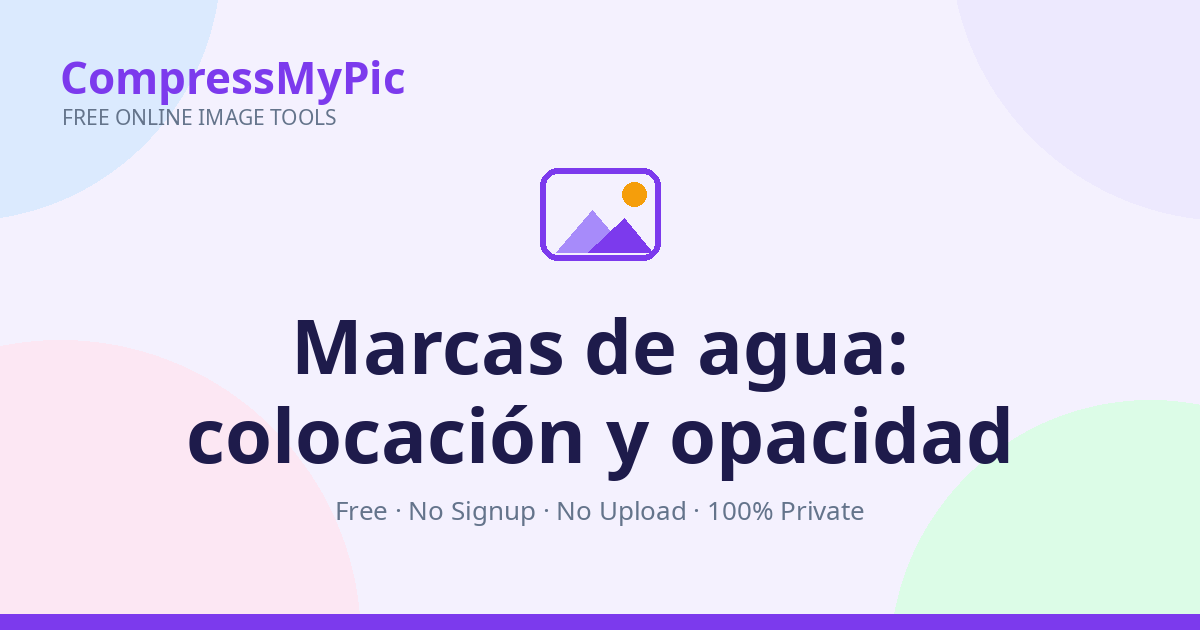 CompressMyPic
FREE ONLINE IMAGE TOOLS
Marcas de agua:
colocación y opacidad
Free · No Signup · No Upload · 100% Private